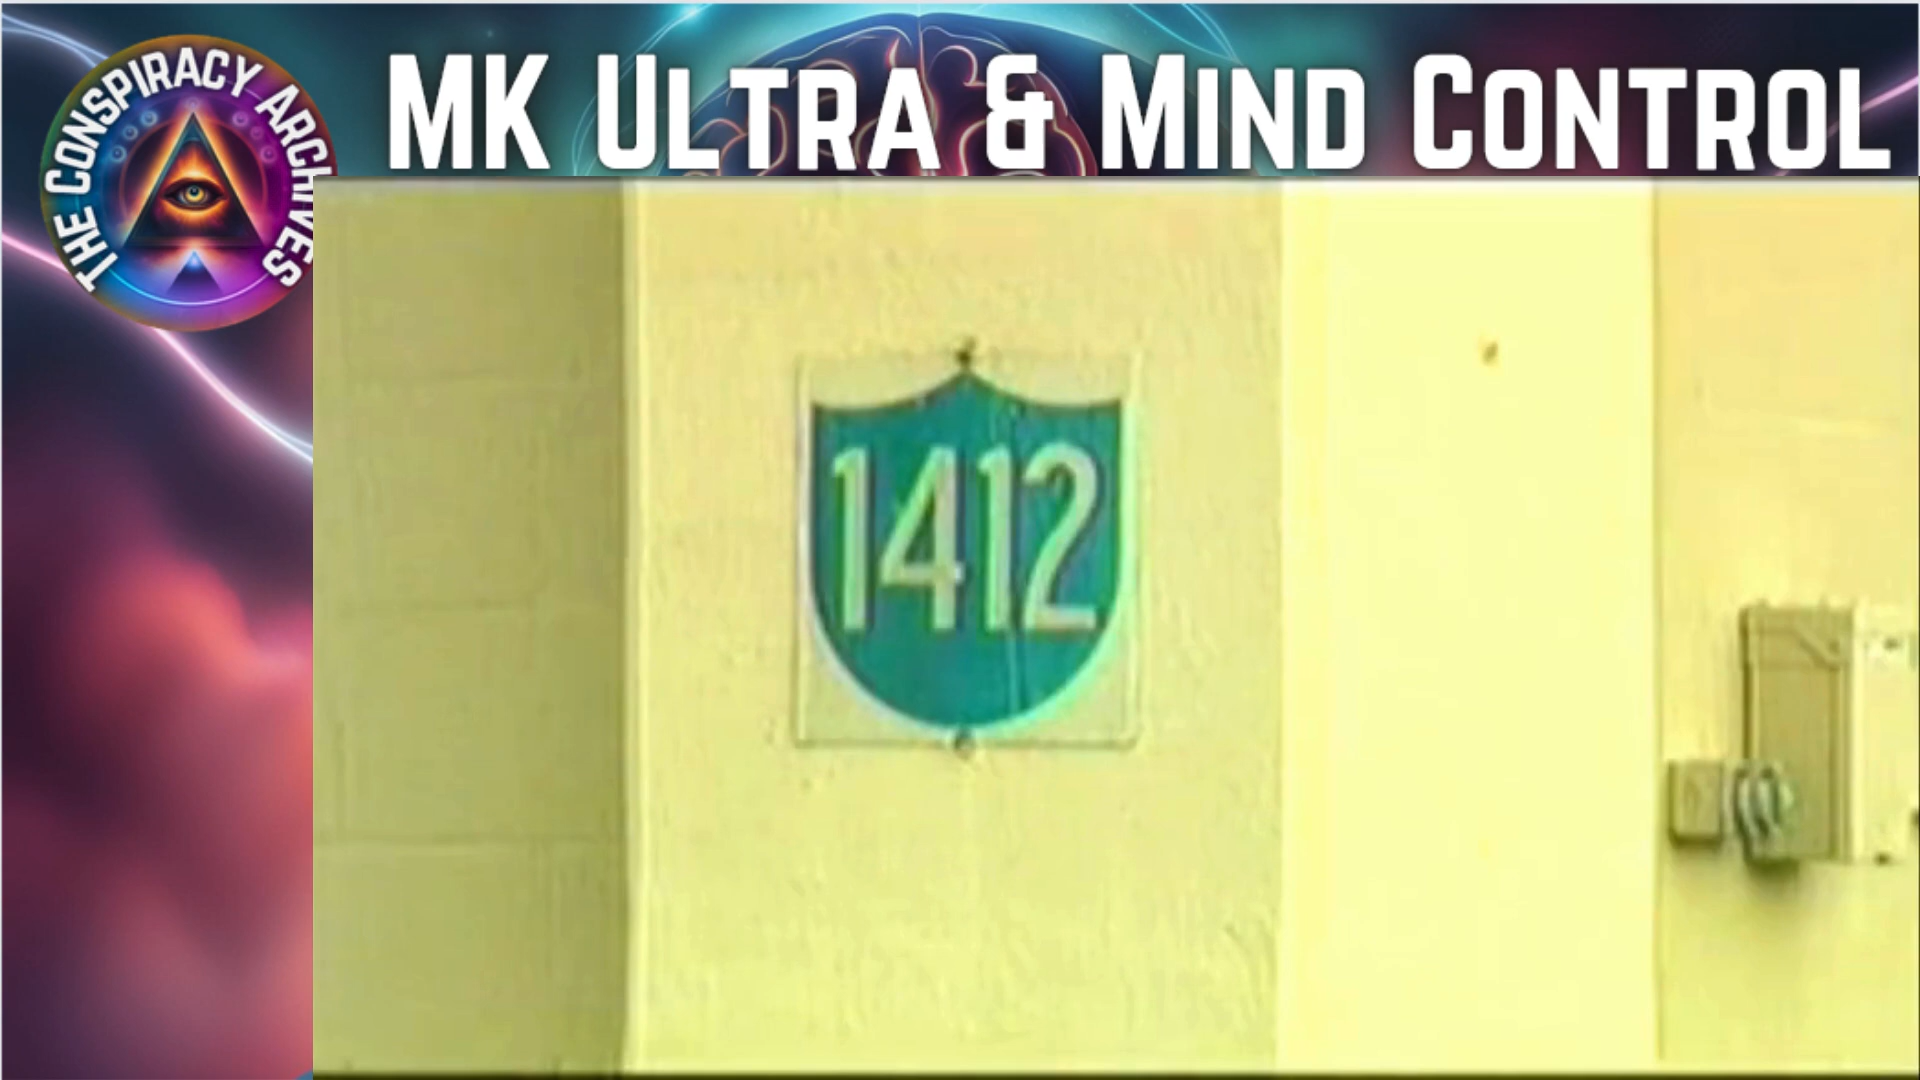 THE CONSPIRACY ARCHIVES
MK ULTRA & MIND CONTROL
1412